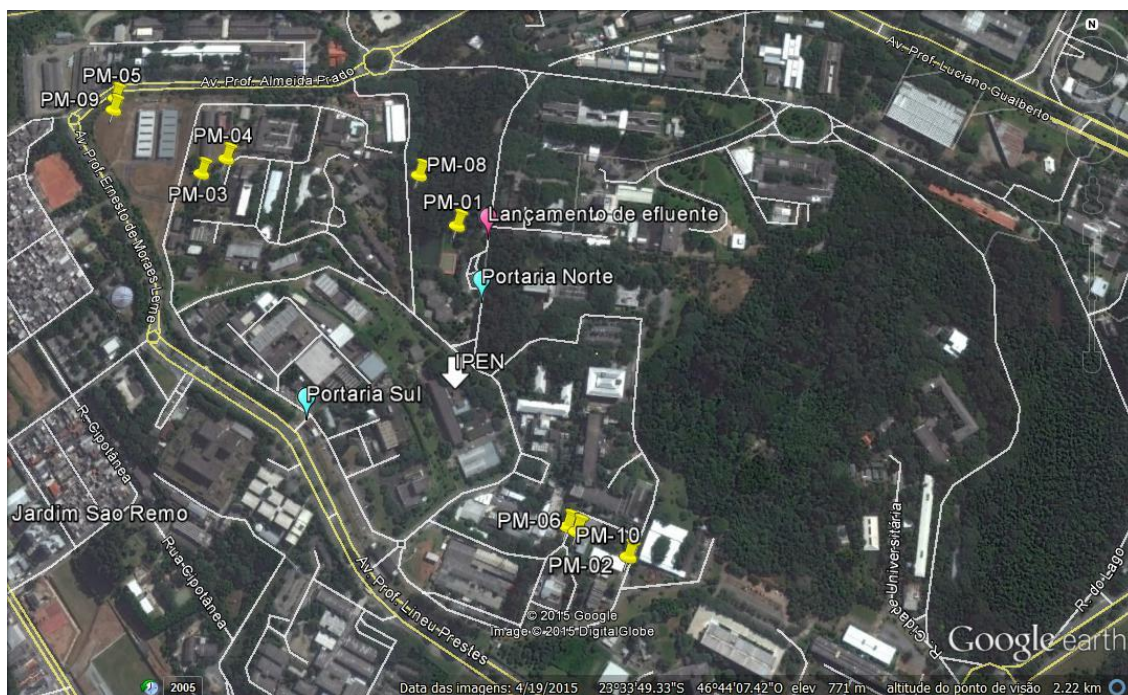 N
Av. Prof. Luciano Gualberto
PM-05
Av. Prof. Almeida Prado
PM-09
PM-04
PM-08
PM-03
PM-01
Lançamento de efluente
L
Av. Prof. Ernesto de Moraes Leme
Portaria Norte
IPEN
Portaria Sul
R. Cipotânea
Jardim Sao Remo
PM-06
PM-10
PM-02
Rua Cipotânea
Av. Prof. Lineu Prestes
R. Cidade Universitária
R. do Lago
© 2015 Google
Image © 2015 DigitalGlobe
Google earth
2005
Data das imagens: 4/19/2015 23°33'49.33"S 46°44'07.42"O elev 771 m altitude do ponto de visão 2.22 km